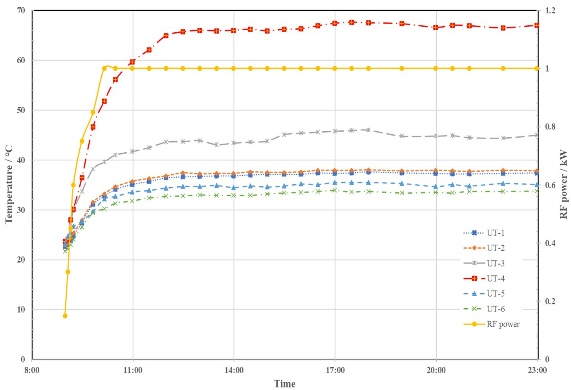 70
60
50
40
30
20
10
0
Temperature / °C
1.2
1
0.8
0.6
0.4
0.2
0
RF power / kW
UT-1
UT-2
UT-3
UT-4
UT-5
UT-6
RF power
8:00 11:00 14:00 17:00 20:00 23:00
Time